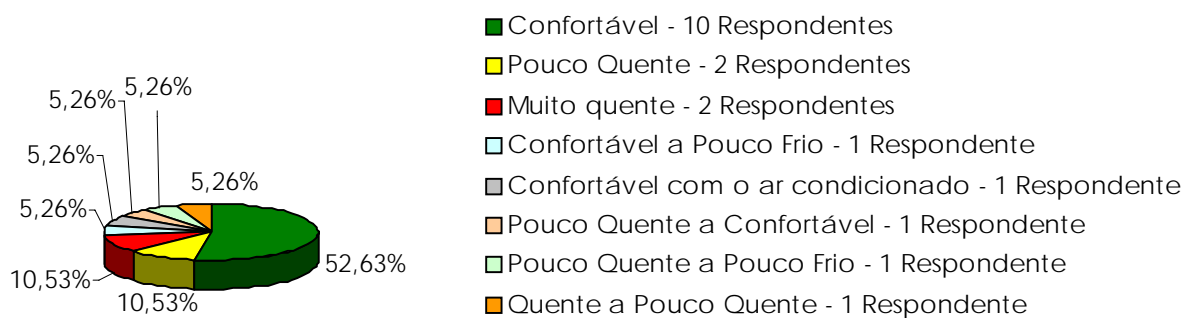 Confortável - 10 Respondentes
Pouco Quente - 2 Respondentes
Muito quente - 2 Respondentes
Confortável a Pouco Frio - 1 Respondente
Confortável com o ar condicionado - 1 Respondente
Pouco Quente a Confortável - 1 Respondente
Pouco Quente a Pouco Frio - 1 Respondente
Quente a Pouco Quente - 1 Respondente
5,26%
5,26%
5,26%
5,26%
5,26%
10,53%
10,53%
52,63%